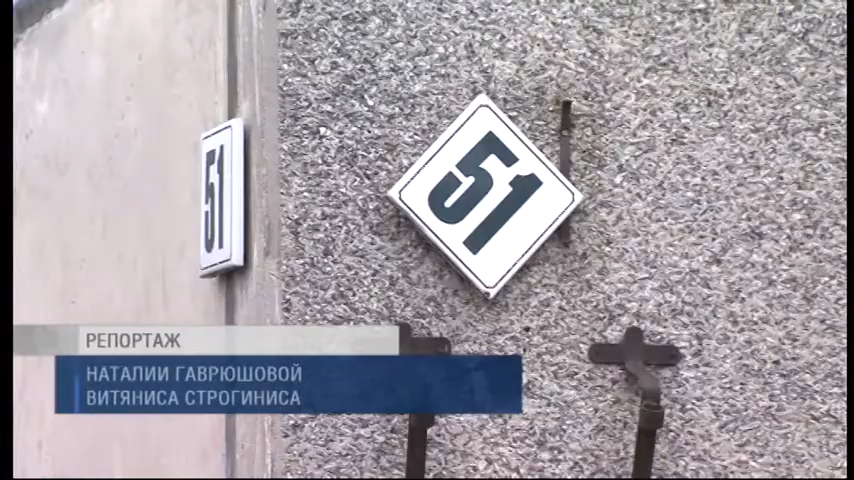 51
51
РЕПОРТАЖ
НАТАЛИИ ГАВРЮШОВОЙ
ВИТЯНИСА СТРОГИНИСА